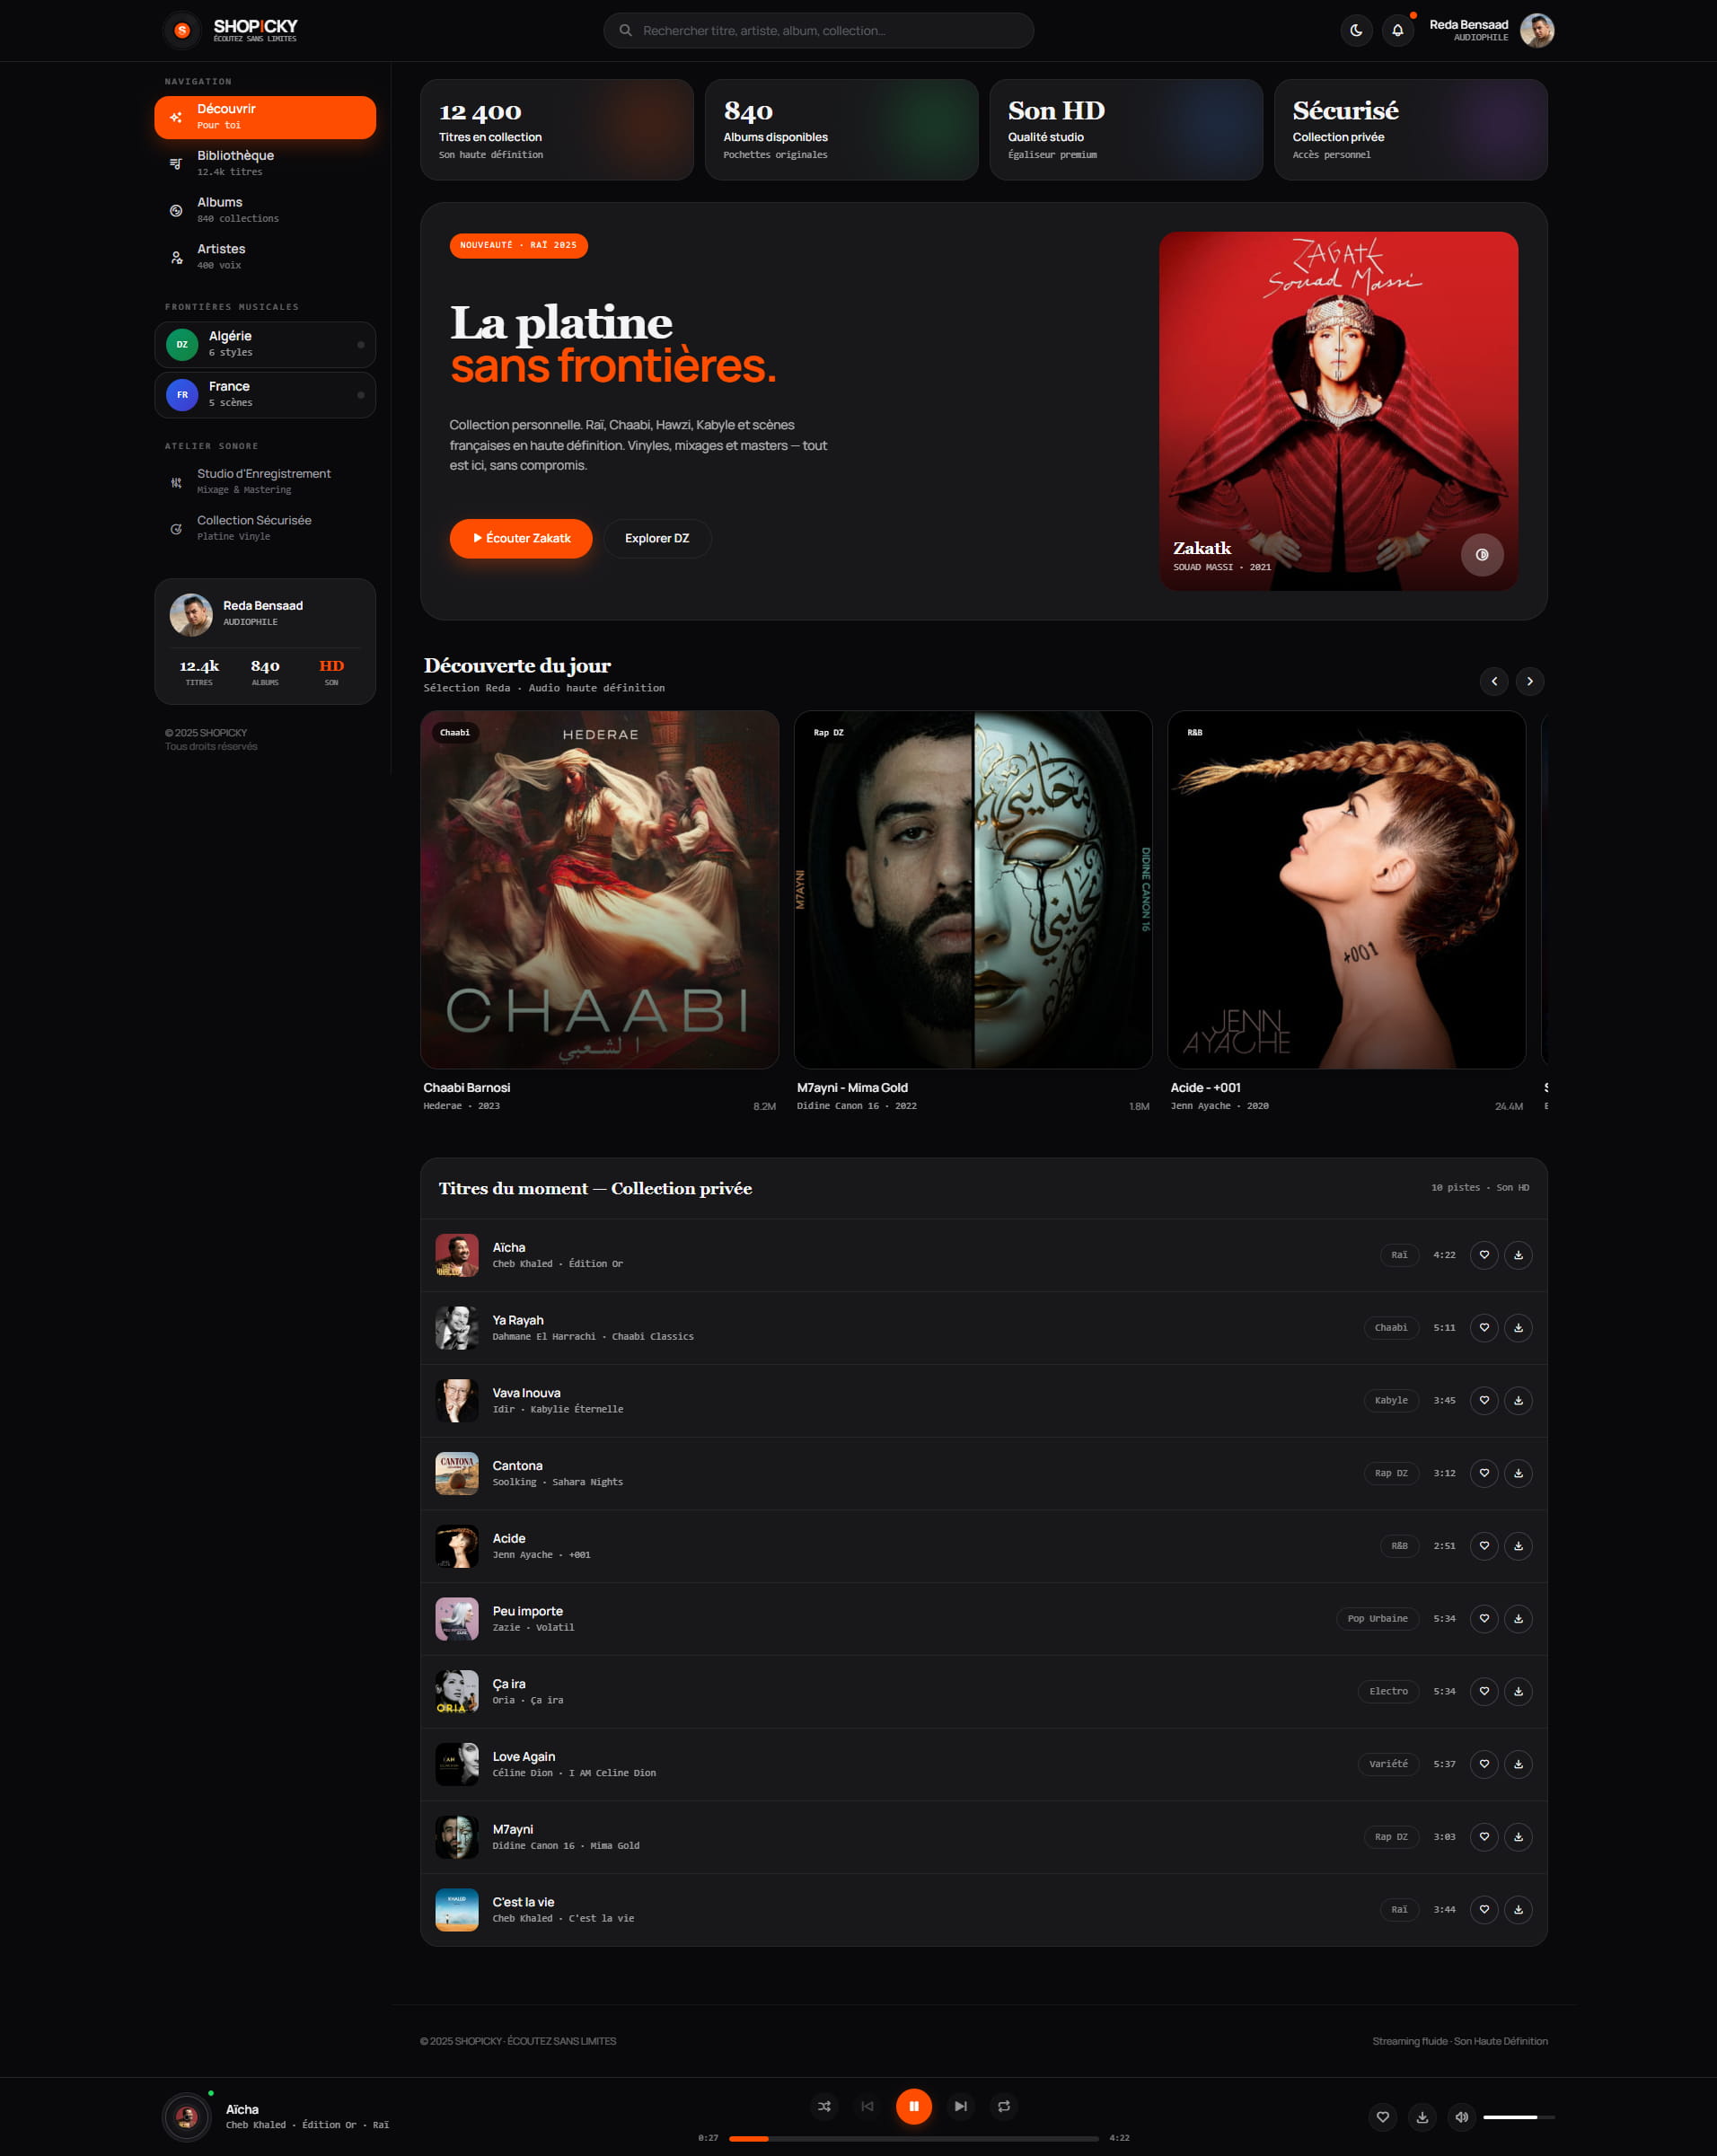 S
SHOPICKY
ÉCOUTEZ SANS LIMITES
Rechercher titre, artiste, album, collection...
Reda Bensaad
AUDIOPHILE
NAVIGATION
Découvrir
Pour toi
Bibliothèque
12.4k titres
Albums
840 collections
Artistes
400 voix
FRONTIÈRES MUSICALES
DZ
Algérie
6 styles
FR
France
5 scènes
ATELIER SONORE
Studio d'Enregistrement
Mixage & Mastering
Collection Sécurisée
Platine Vinyle
Reda Bensaad
AUDIOPHILE
12.4k 840 HD
TITRES ALBUMS SON
© 2025 SHOPICKY
Tous droits réservés
12 400
Titres en collection
Son haute définition
840
Albums disponibles
Pochettes originales
Son HD
Qualité studio
Égaliseur premium
Sécurisé
Collection privée
Accès personnel
NOUVEAUTÉ · RAÏ 2025
La platine
sans frontières.
Collection personnelle. Raï, Chaabi, Hawzi, Kabyle et scènes
françaises en haute définition. Vinyles, mixages et masters — tout
est ici, sans compromis.
Écouter Zakatk
Explorer DZ
ZAGATK
Souad Massi
Zakatk
SOUAD MASSI · 2021
Découverte du jour
Sélection Reda · Audio haute définition
Chaabi
HEDERAE
CHAABI
الشعبي
Chaabi Barnosi
Hederae · 2023
8.2M
Rap DZ
M7AYNI
DIDINE CANON 16
M7ayni - Mima Gold
Didine Canon 16 · 2022
1.8M
R&B
+001
JENN
AYACHE
Acide - +001
Jenn Ayache · 2020
24.4M
Titres du moment — Collection privée
10 pistes · Son HD
Aïcha
Cheb Khaled · Édition Or
Raï 4:22
Ya Rayah
Dahmane El Harrachi · Chaabi Classics
Chaabi 5:11
Vava Inouva
Idir · Kabylie Éternelle
Kabyle 3:45
CANTONA
Cantona
Soolking · Sahara Nights
Rap DZ 3:12
Acide
Jenn Ayache · +001
R&B 2:51
Peu importe
Zazie · Volatil
Pop Urbaine 5:34
ORIA
Ça ira
Oria · Ça ira
Electro 5:34
I AM
Love Again
Céline Dion · I AM Celine Dion
Variété 5:37
M7ayni
Didine Canon 16 · Mima Gold
Rap DZ 3:03
KHALED
C'est la vie
Cheb Khaled · C'est la vie
Raï 3:44
© 2025 SHOPICKY · ÉCOUTEZ SANS LIMITES
Streaming fluide · Son Haute Définition
Aïcha
Cheb Khaled · Édition Or · Raï
0:27
4:22